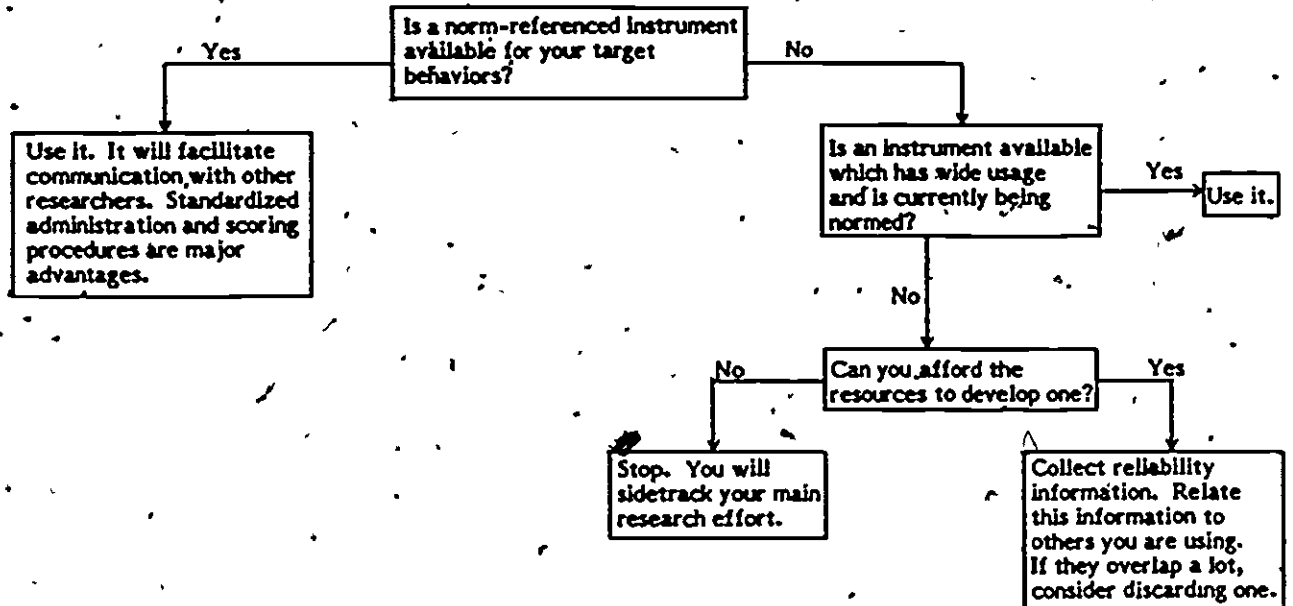 Is a norm-referenced instrument
available for your target
behaviors?
Yes
No
Use it. It will facilitate
communication with other
researchers. Standardized
administration and scoring
procedures are major
advantages.
Is an instrument available
which has wide usage
and is currently being
normed?
Yes
Use it.
No
Can you afford the
resources to develop one?
No
Yes
Stop. You will
sidetrack your main
research effort.
Collect reliability
information. Relate
this information to
others you are using.
If they overlap a lot,
consider discarding one.